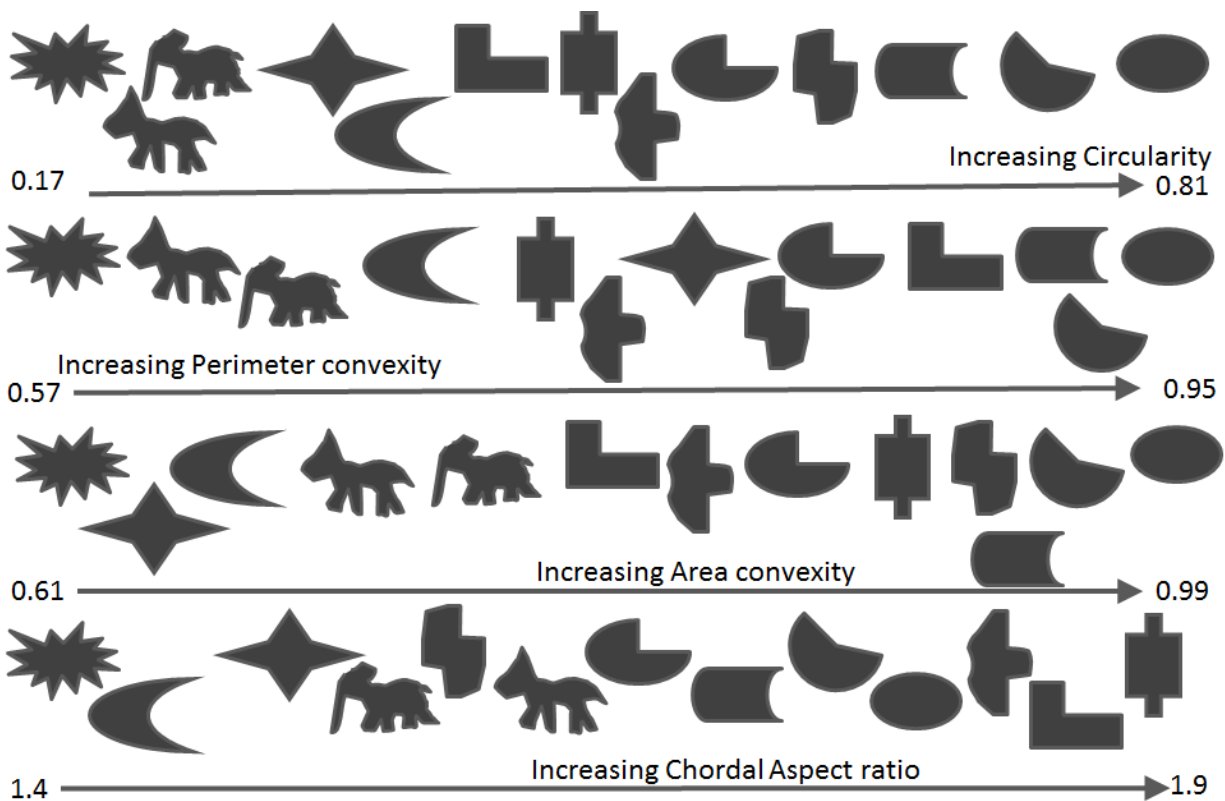 Increasing Circularity
0.17
0.81
Increasing Perimeter convexity
0.57
0.95
Increasing Area convexity
0.61
0.99
Increasing Chordal Aspect ratio
1.4
1.9